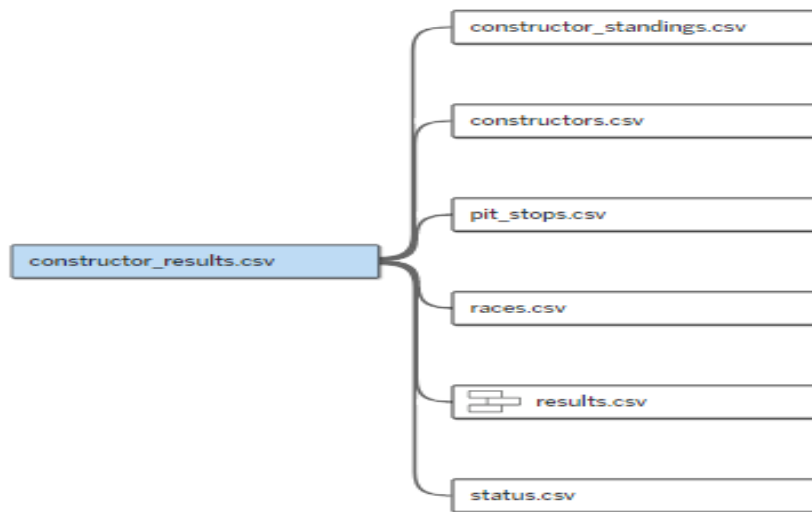 constructor_standings.csv
constructors.csv
pit_stops.csv
constructor_results.csv
races.csv
results.csv
status.csv